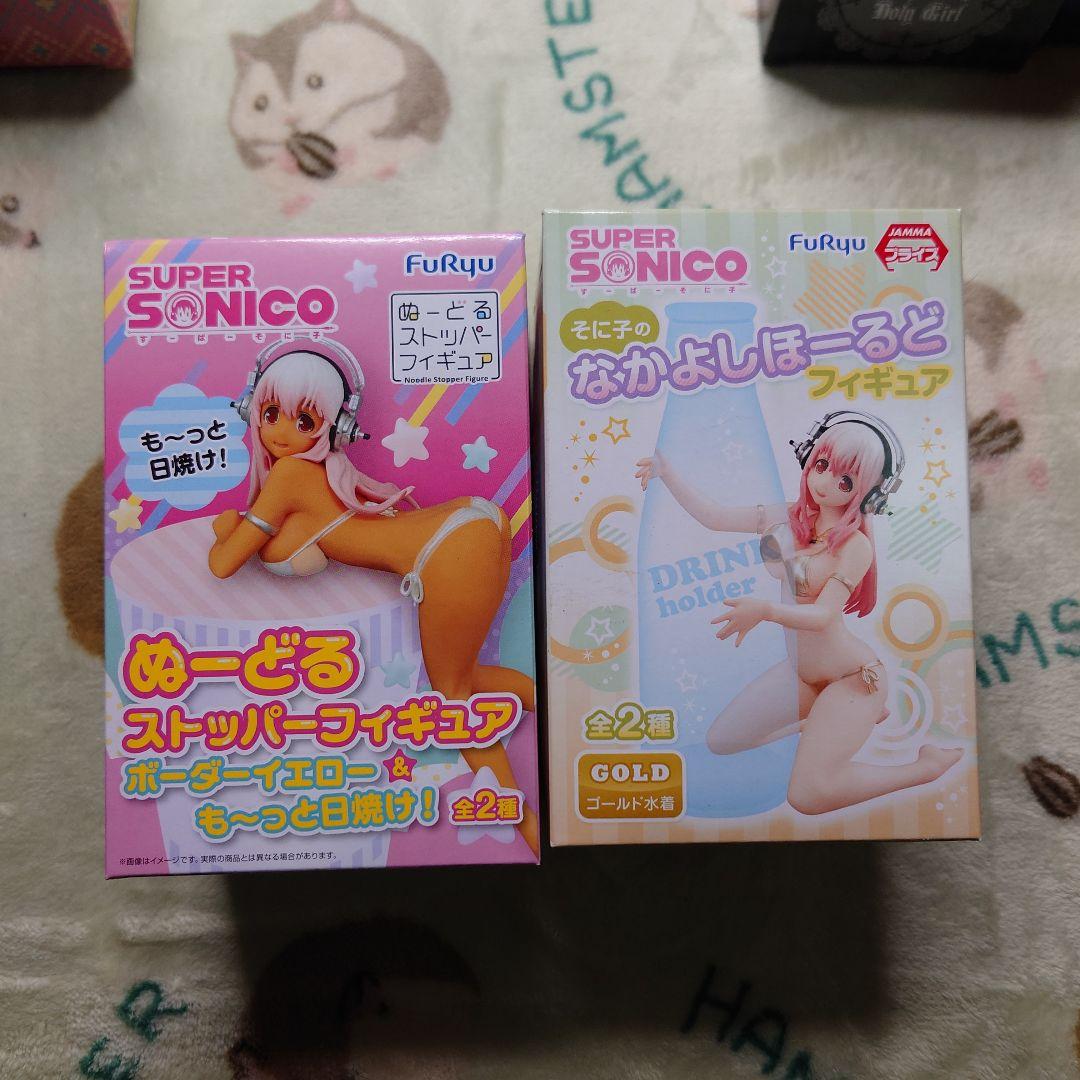 Holy Girl
HAMSTE
SUPER
SONICO
すーぱーそに子
FuRyu
ぬーどる
ストッパー
フィギュア
Noodle Stopper Figure
も〜っと
日焼け!
ぬーどる
ストッパーフィギュア
ボーダーイエロー&
も〜っと日焼け!
全2種
※画像はイメージです。実際の商品とは異なる場合があります。
SUPER
SONICO
すーぱーそに子
FuRyu
JAMMA
プライズ
そに子の
なかよしほーるど
フィギュア
DRINK
holder
全2種
GOLD
ゴールド水着
AMS
ER
HAM